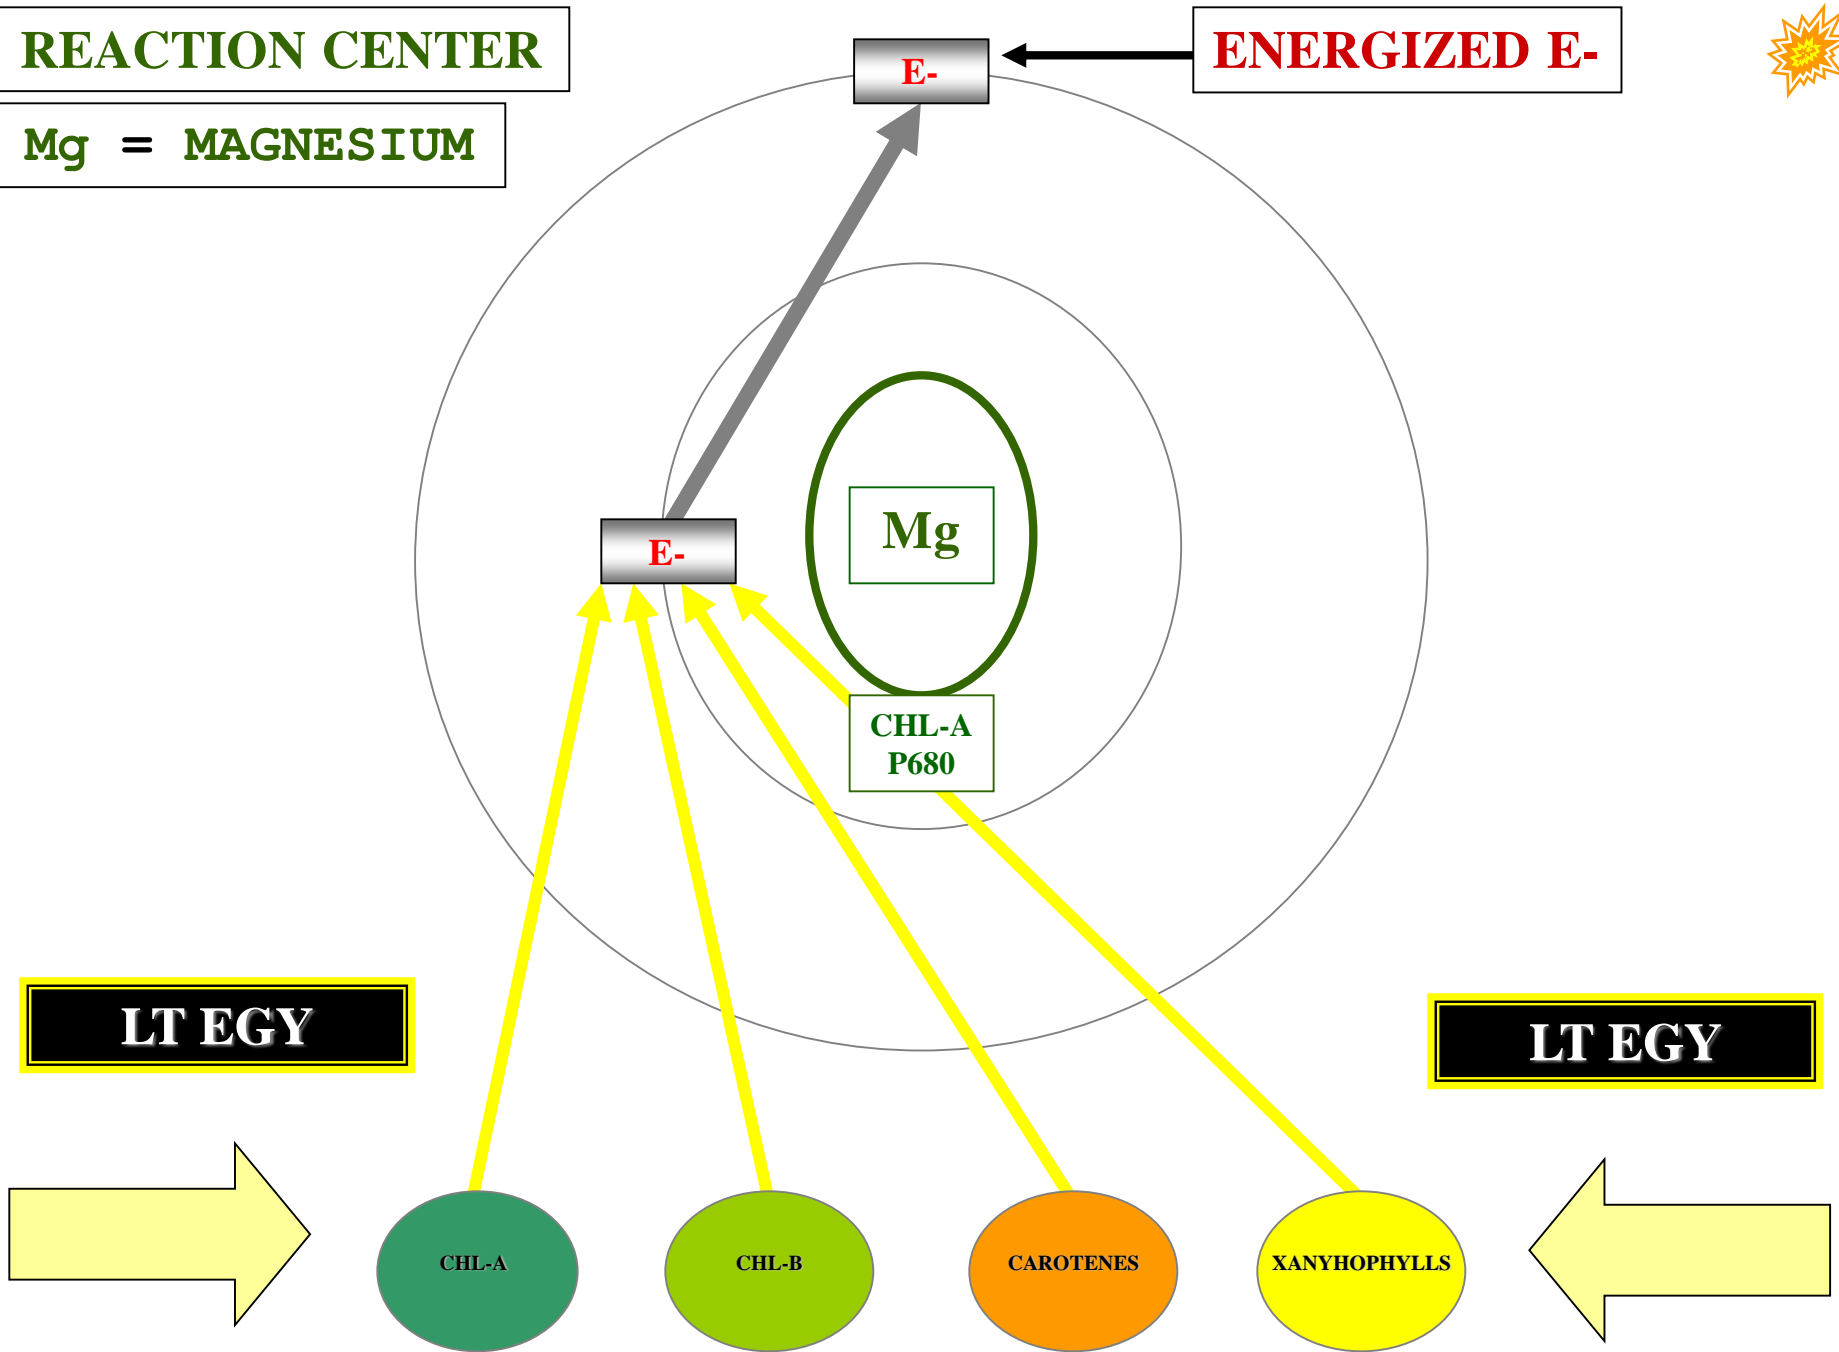 REACTION CENTER
E-
ENERGIZED E-
Mg = MAGNESIUM
Mg
E-
CHL-A
P680
LT EGY
LT EGY
CHL-A
CHL-B
CAROTENES
XANYHOPHYLLS